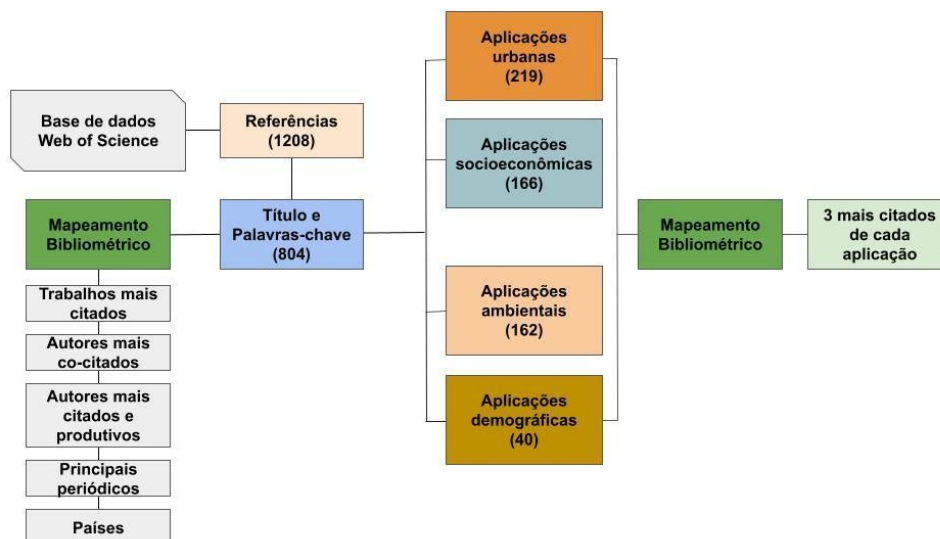 Base de dados
Web of Science
Referências
(1208)
Mapeamento
Bibliométrico
Título e
Palavras-chave
(804)
Trabalhos mais
citados
Autores mais
co-citados
Autores mais
citados e
produtivos
Principais
periódicos
Países
Aplicações
urbanas
(219)
Aplicações
socioeconômicas
(166)
Aplicações
ambientais
(162)
Aplicações
demográficas
(40)
Mapeamento
Bibliométrico
3 mais citados
de cada
aplicação